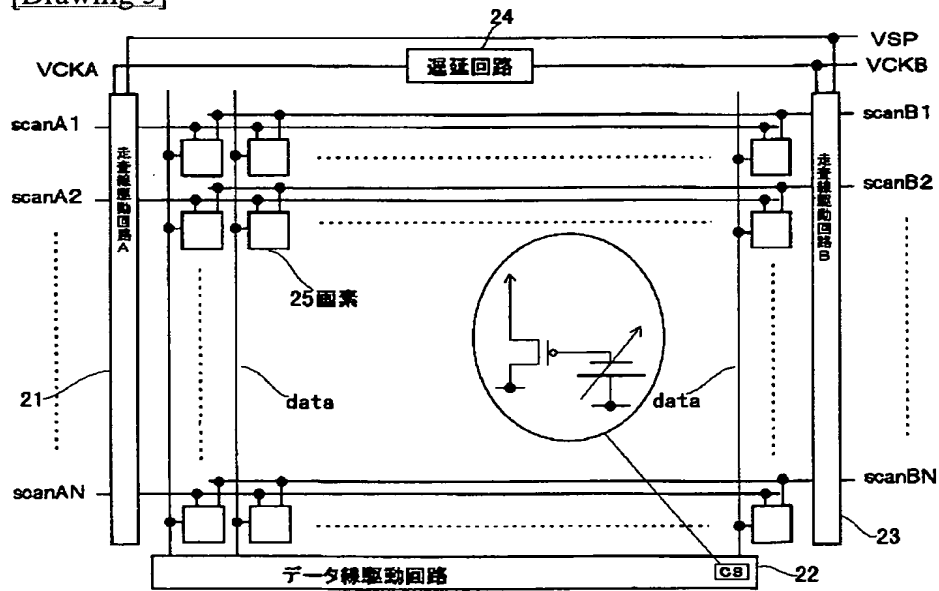 [Drawing 3]
24
VSP
VCKA
遅延回路
VCKB
scanA1
scanB1
走査線駆動回路A
走査線駆動回路B
scanA2
scanB2
25画素
21
data
data
scanAN
scanBN
23
データ線駆動回路
CS
22